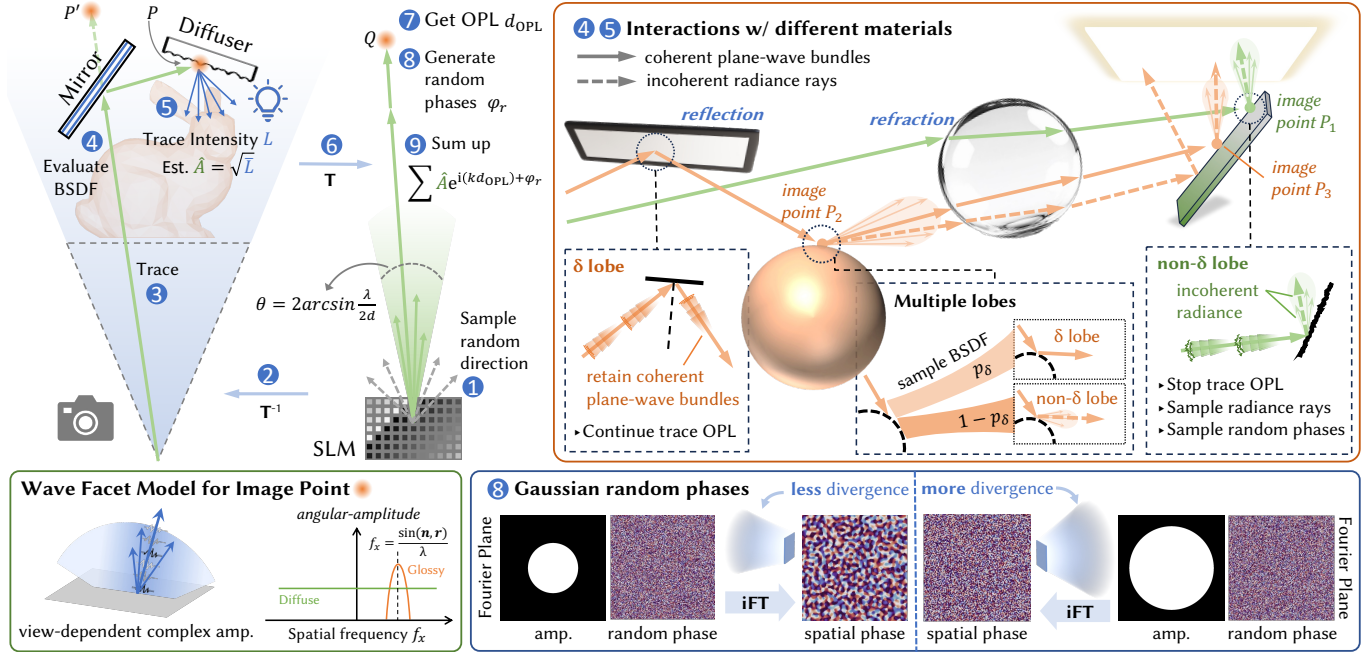 P′
P
Diffuser
Mirror
5
Trace Intensity L
Est. Â = √L
4
Evaluate
BSDF
Trace
3
6
T
2
T⁻¹
7 Get OPL d_OPL
Q
8 Generate
random
phases φ_r
9 Sum up
∑ Âe^{i(kd_OPL)+φ_r}
θ = 2arcsin λ/2d
Sample
random
direction
1
SLM
4 5 Interactions w/ different materials
coherent plane-wave bundles
incoherent radiance rays
reflection
refraction
image
point P₁
image
point P₂
image
point P₃
δ lobe
retain coherent
plane-wave bundles
▸Continue trace OPL
Multiple lobes
sample BSDF
p_δ
1 − p_δ
δ lobe
non-δ lobe
non-δ lobe
incoherent
radiance
▸Stop trace OPL
▸Sample radiance rays
▸Sample random phases
Wave Facet Model for Image Point
view-dependent complex amp.
angular-amplitude
f_x = sin(n, r)/λ
Glossy
Diffuse
Spatial frequency f_x
8 Gaussian random phases
less divergence
more divergence
Fourier Plane
amp.
random phase
iFT
spatial phase
spatial phase
iFT
amp.
random phase
Fourier Plane